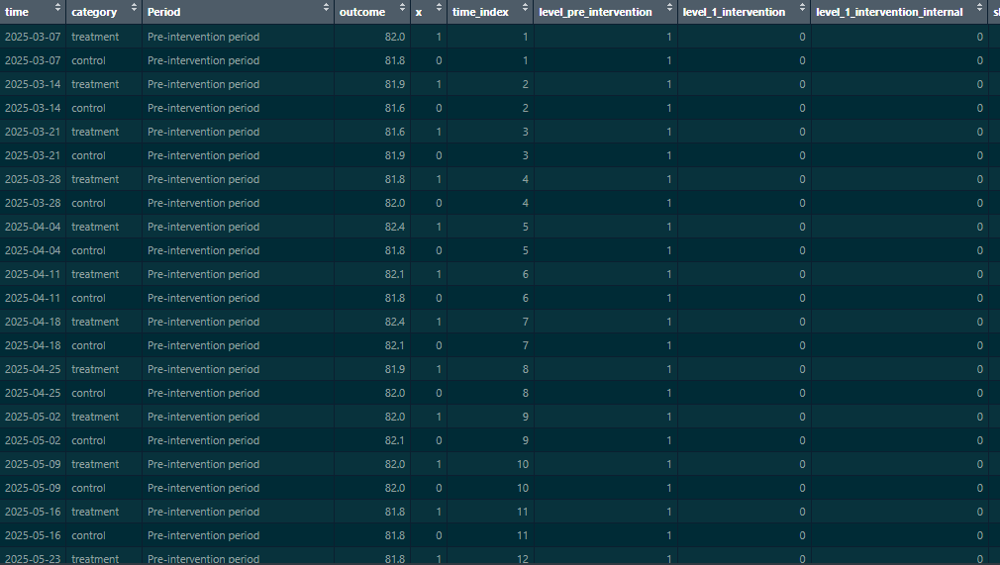 time category Period outcome x time_index level_pre_intervention level_1_intervention level_1_intervention_internal
2025-03-07 treatment Pre-intervention period 82.0 1 1 1 0 0
2025-03-07 control Pre-intervention period 81.8 0 1 1 0 0
2025-03-14 treatment Pre-intervention period 81.9 1 2 1 0 0
2025-03-14 control Pre-intervention period 81.6 0 2 1 0 0
2025-03-21 treatment Pre-intervention period 81.6 1 3 1 0 0
2025-03-21 control Pre-intervention period 81.9 0 3 1 0 0
2025-03-28 treatment Pre-intervention period 81.8 1 4 1 0 0
2025-03-28 control Pre-intervention period 82.0 0 4 1 0 0
2025-04-04 treatment Pre-intervention period 82.4 1 5 1 0 0
2025-04-04 control Pre-intervention period 81.8 0 5 1 0 0
2025-04-11 treatment Pre-intervention period 82.1 1 6 1 0 0
2025-04-11 control Pre-intervention period 81.8 0 6 1 0 0
2025-04-18 treatment Pre-intervention period 82.4 1 7 1 0 0
2025-04-18 control Pre-intervention period 82.1 0 7 1 0 0
2025-04-25 treatment Pre-intervention period 81.9 1 8 1 0 0
2025-04-25 control Pre-intervention period 82.0 0 8 1 0 0
2025-05-02 treatment Pre-intervention period 82.0 1 9 1 0 0
2025-05-02 control Pre-intervention period 82.1 0 9 1 0 0
2025-05-09 treatment Pre-intervention period 82.0 1 10 1 0 0
2025-05-09 control Pre-intervention period 82.0 0 10 1 0 0
2025-05-16 treatment Pre-intervention period 81.8 1 11 1 0 0
2025-05-16 control Pre-intervention period 81.8 0 11 1 0 0
2025-05-23 treatment Pre-intervention period 81.8 1 12 1 0 0